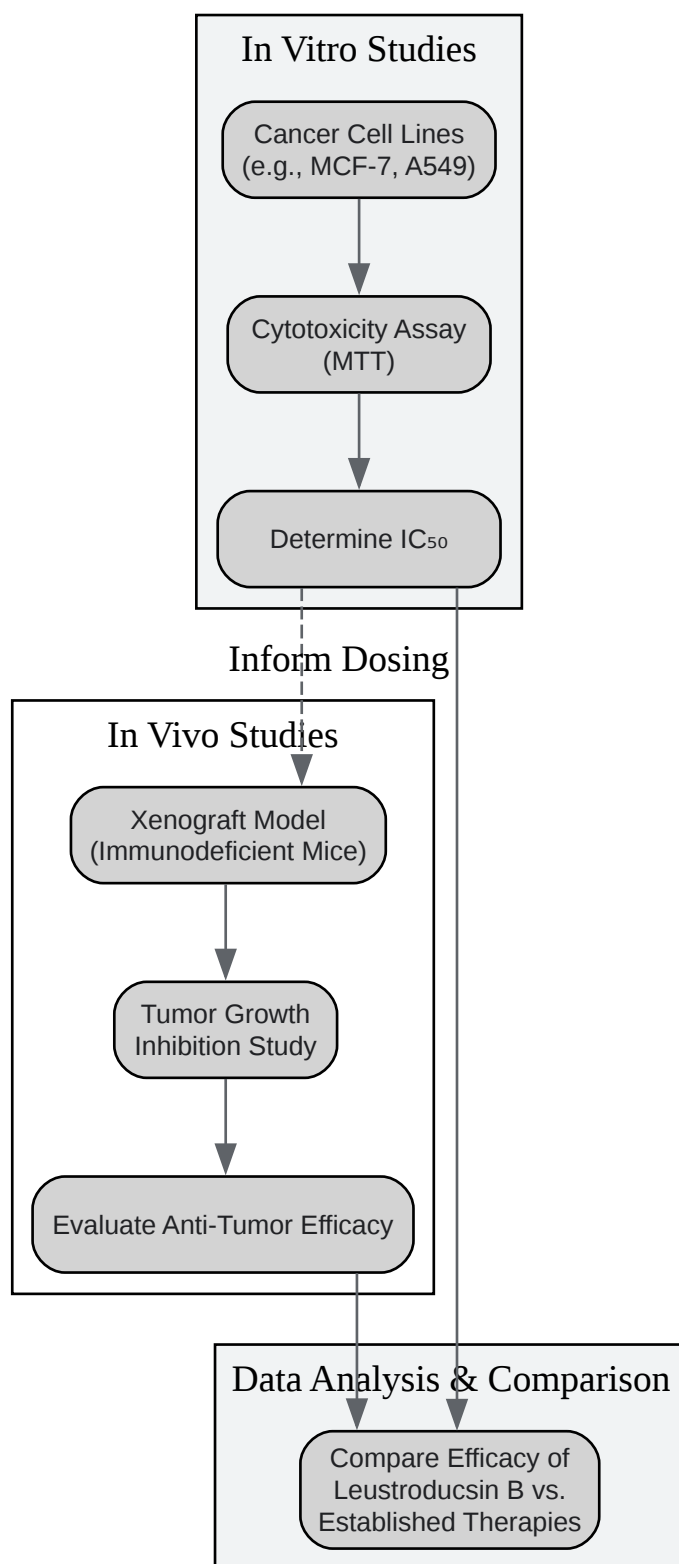 In Vitro Studies
Cancer Cell Lines
(e.g., MCF-7, A549)
Cytotoxicity Assay
(MTT)
Determine IC₅₀
Inform Dosing
In Vivo Studies
Xenograft Model
(Immunodeficient Mice)
Tumor Growth
Inhibition Study
Evaluate Anti-Tumor Efficacy
Data Analysis & Comparison
Compare Efficacy of
Leustroducsin B vs.
Established Therapies